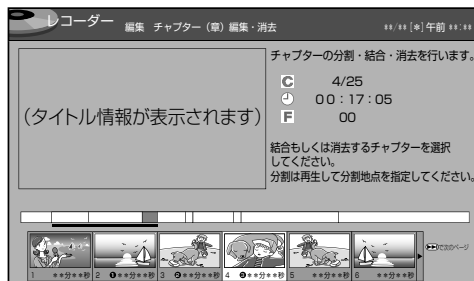 レコーダー 編集 チャプター（章）編集・消去 **/** [*] 午前 **:**
チャプターの分割・結合・消去を行います。
C 4/25
00：17：05
F 00
(タイトル情報が表示されます)
結合もしくは消去するチャプターを選択
してください。
分割は再生して分割地点を指定してください。
1 **分**秒 2 ❶**分**秒 3 ❷**分**秒 4 ❸**分**秒 5 **分**秒 6 **分**秒
で次のページ